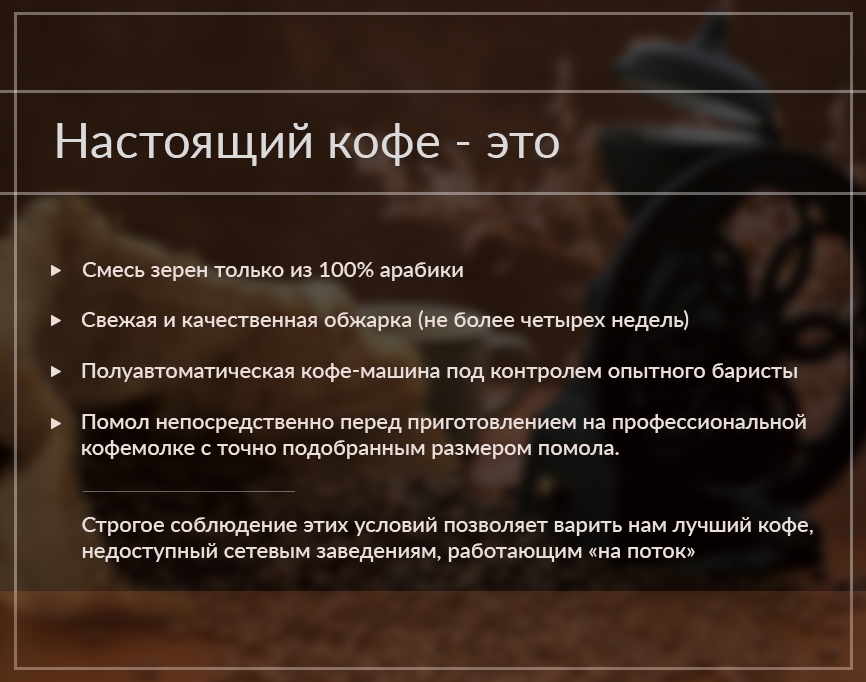 Настоящий кофе - это
Смесь зерен только из 100% арабики
Свежая и качественная обжарка (не более четырех недель)
Полуавтоматическая кофе-машина под контролем опытного баристы
Помол непосредственно перед приготовлением на профессиональной
кофемолке с точно подобранным размером помола.
Строгое соблюдение этих условий позволяет варить нам лучший кофе,
недоступный сетевым заведениям, работающим «на поток»